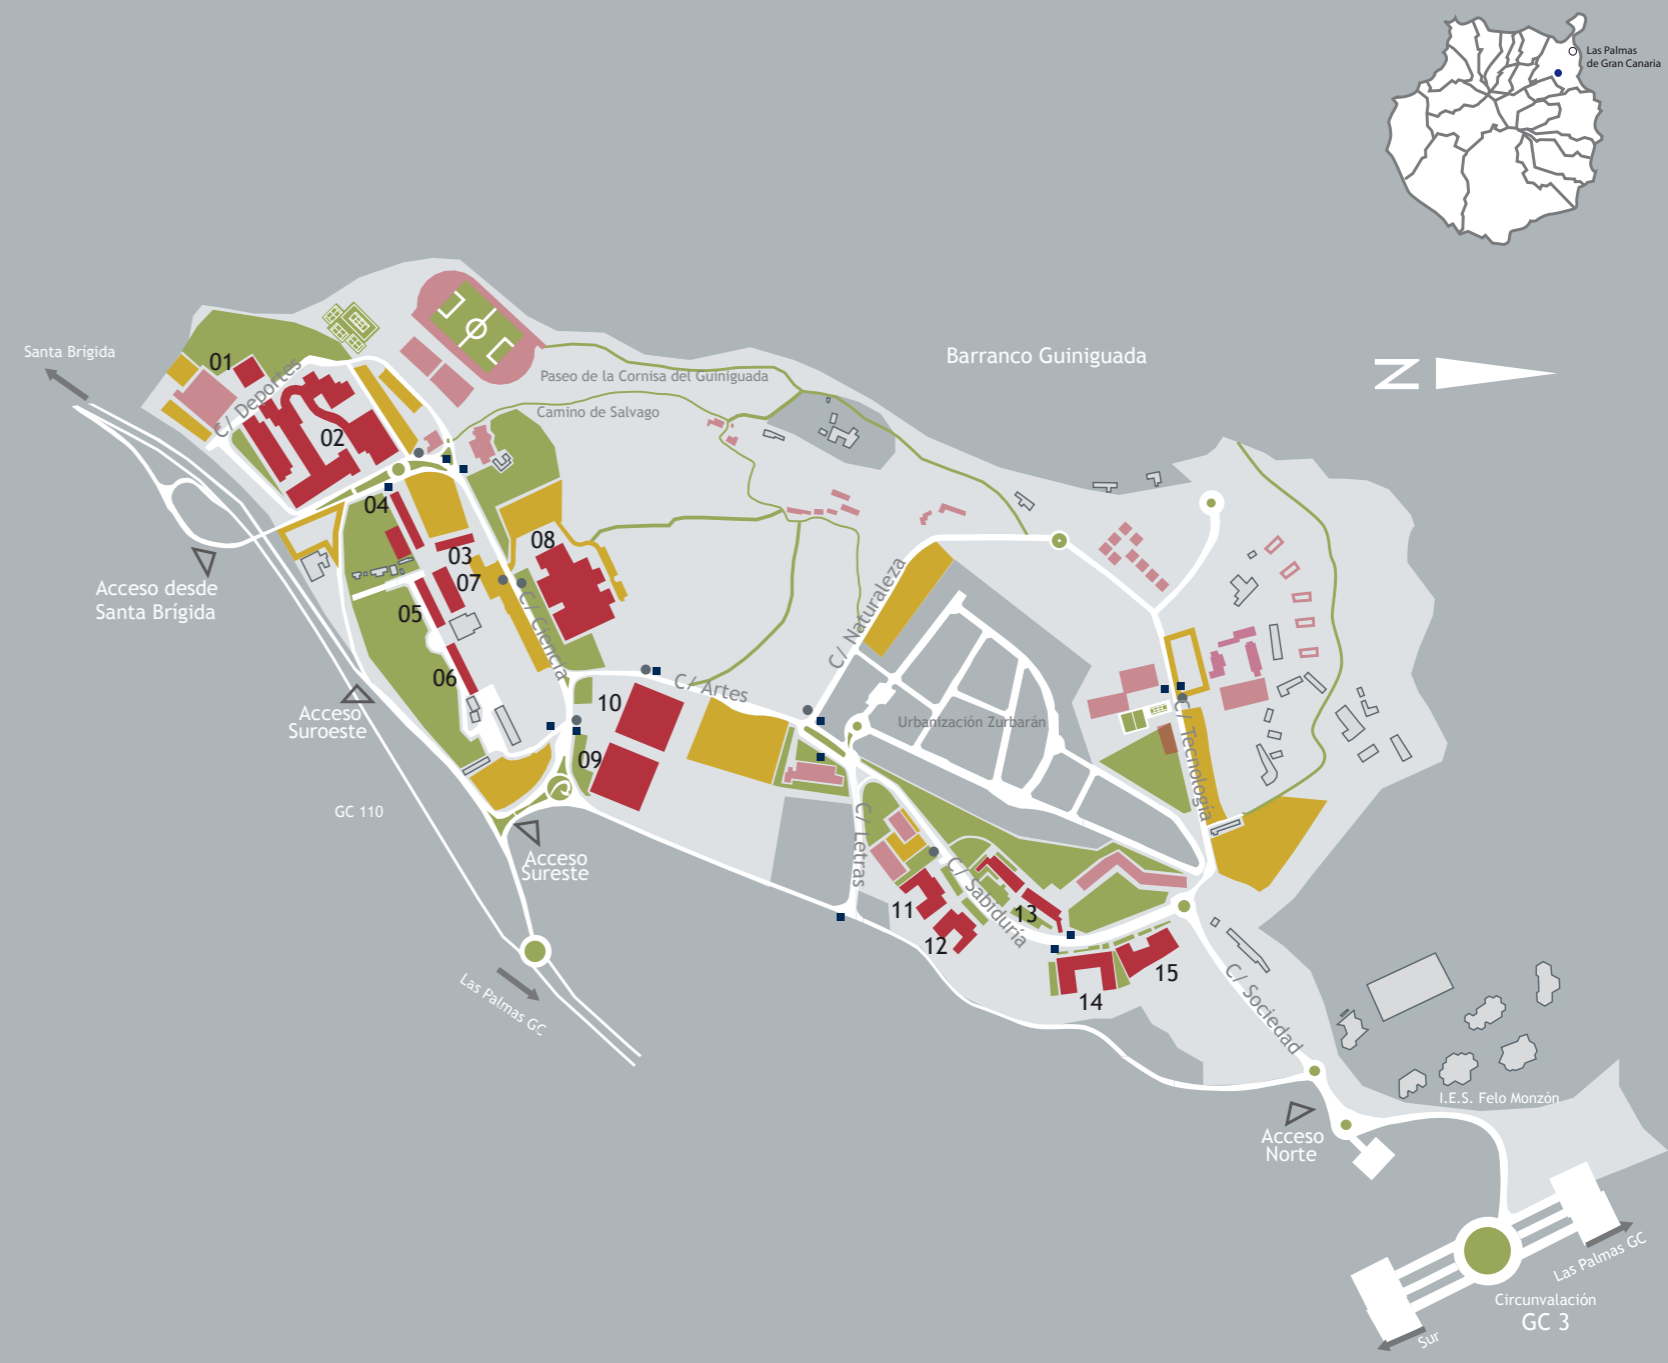 Las Palmas
de Gran Canaria
Barranco Guiniguada
N
Santa Brígida
01
C/ Deportes
02
Paseo de la Cornisa del Guiniguada
Camino de Salvago
04
03
08
07
05
06
C/ Ciencia
Acceso desde
Santa Brígida
Acceso
Suroeste
C/ Naturaleza
10
C/ Artes
09
Urbanización Zurbarán
C/ Tecnología
GC 110
Acceso
Sureste
C/ Letras
C/ Sabiduría
11
12
13
14
15
Las Palmas GC
C/ Sociedad
I.E.S. Felo Monzón
Acceso
Norte
Las Palmas GC
Circunvalación
GC 3
Sur